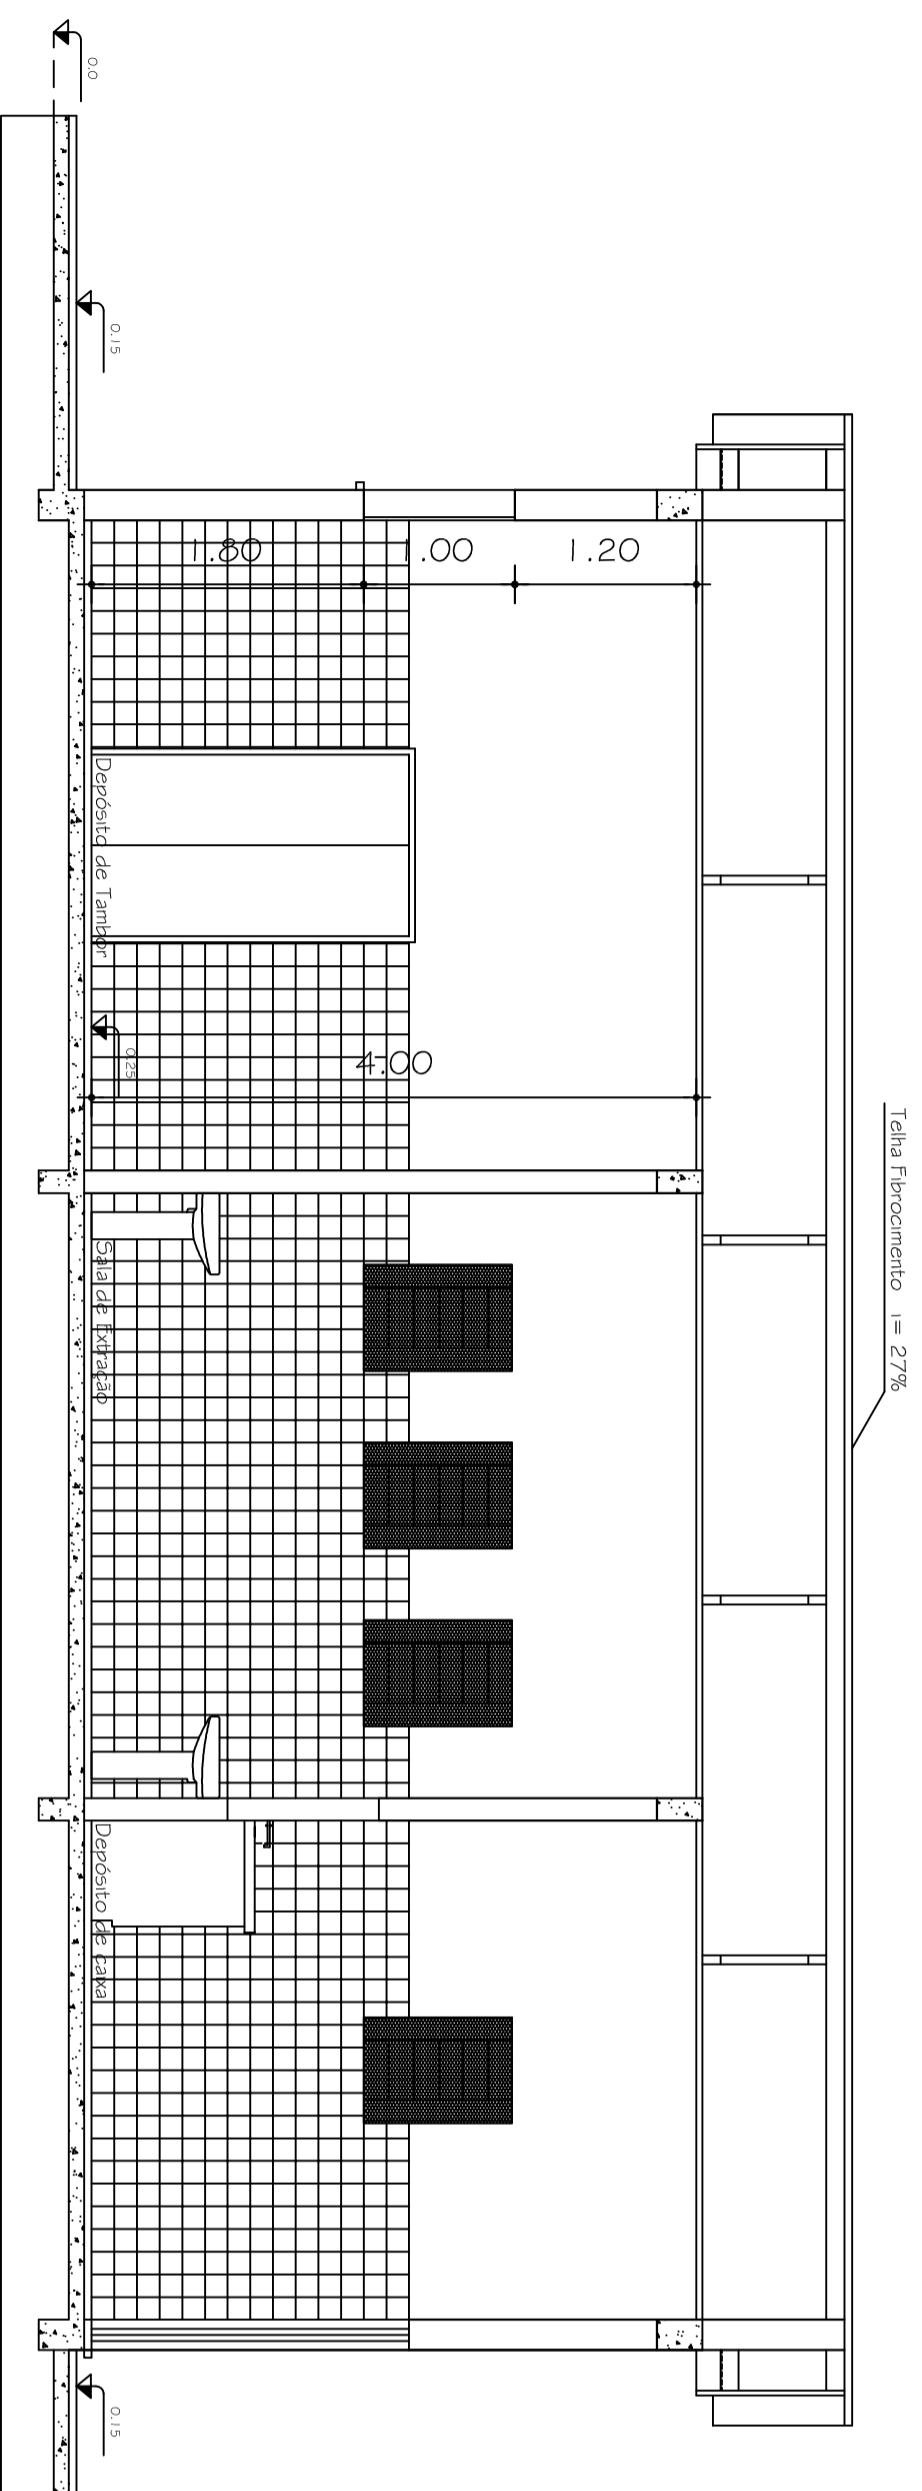 Telha Fibrocimento i= 27%
1.20
1.00
1.80
4.00
0.0
0.15
Depósito de Tambor
0.25
Sala de Extração
Depósito de caixa
0.15